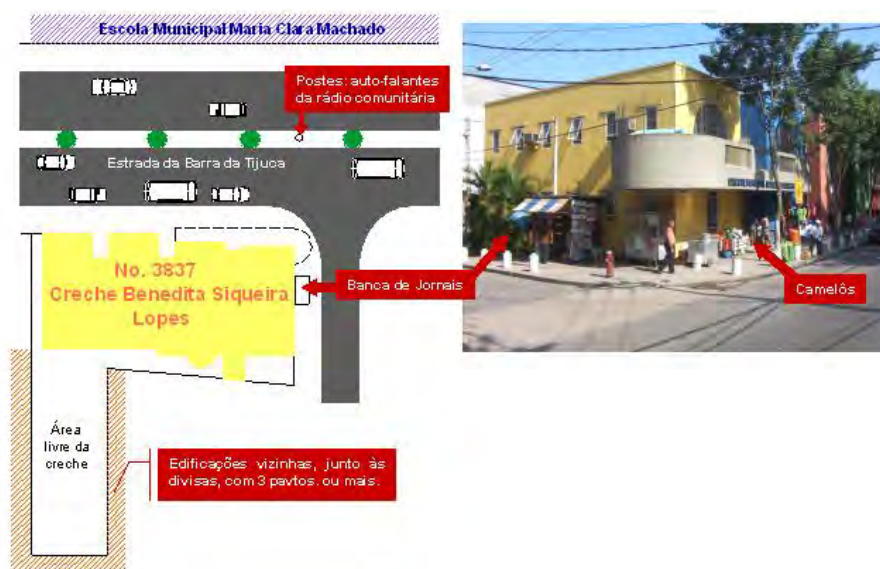 Escola Municipal Maria Clara Machado
Postes: auto-falantes
da rádio comunitária
Estrada da Barra da Tijuca
No. 3837
Creche Benedita Siqueira
Lopes
Banca de Jornais
Camelôs
Área
livre da
creche
Edificações vizinhas, junto às
divisas, com 3 pavtos. ou mais.